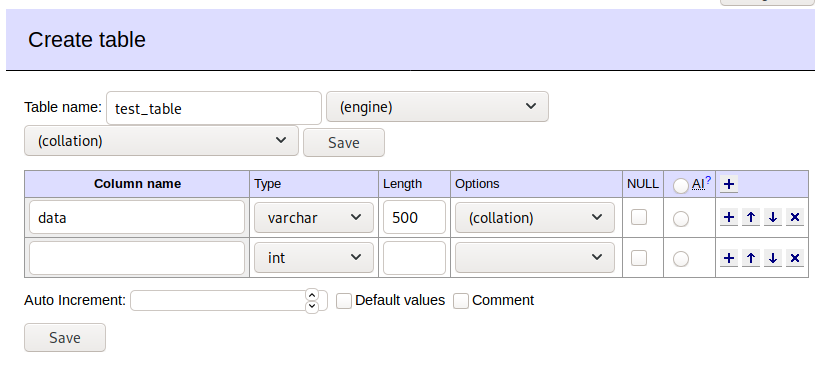 Create table
Table name: test_table (engine)
(collation) Save
Column name Type Length Options NULL AI?
data varchar 500 (collation)
int
Auto Increment: Default values Comment
Save